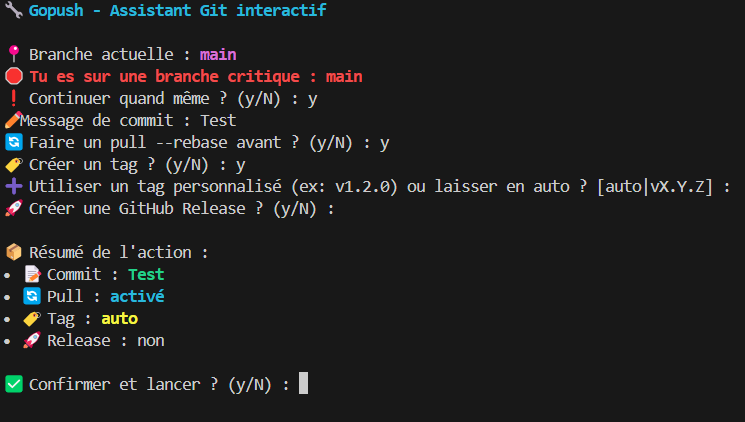 🔧 Gopush - Assistant Git interactif
📍 Branche actuelle : main
🛑 Tu es sur une branche critique : main
❗ Continuer quand même ? (y/N) : y
✏️Message de commit : Test
🔄 Faire un pull --rebase avant ? (y/N) : y
🏷️ Créer un tag ? (y/N) : y
➕ Utiliser un tag personnalisé (ex: v1.2.0) ou laisser en auto ? [auto|vX.Y.Z] :
🚀 Créer une GitHub Release ? (y/N) :
📦 Résumé de l'action :
• 📝 Commit : Test
• 🔄 Pull : activé
• 🏷️ Tag : auto
• 🚀 Release : non
✅ Confirmer et lancer ? (y/N) :